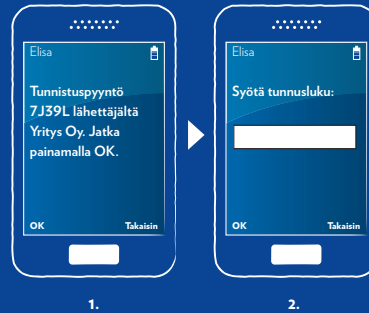 Elisa
Tunnistuspyyntö
7J39L lähettäjältä
Yritys Oy. Jatka
painamalla OK.
OK Takaisin
1.
Elisa
Syötä tunnusluku:
OK Takaisin
2.